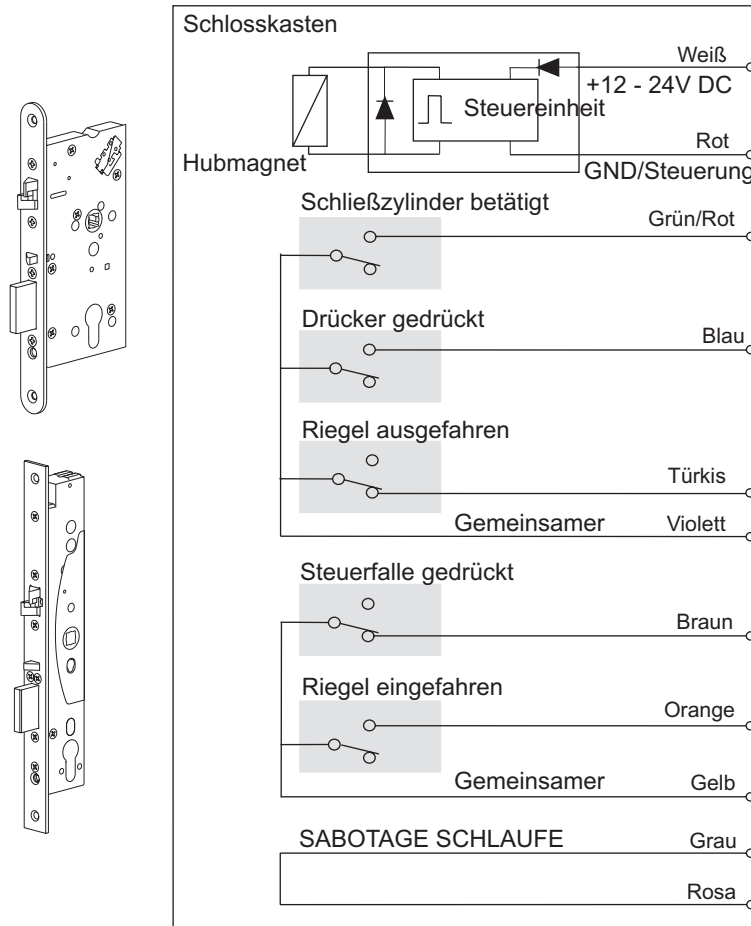 Schlosskasten
Weiß
+12 - 24V DC
Steuereinheit
Rot
Hubmagnet
GND/Steuerung
Schließzylinder betätigt
Grün/Rot
Drücker gedrückt
Blau
Riegel ausgefahren
Türkis
Gemeinsamer
Violett
Steuerfalle gedrückt
Braun
Riegel eingefahren
Orange
Gemeinsamer
Gelb
SABOTAGE SCHLAUFE
Grau
Rosa